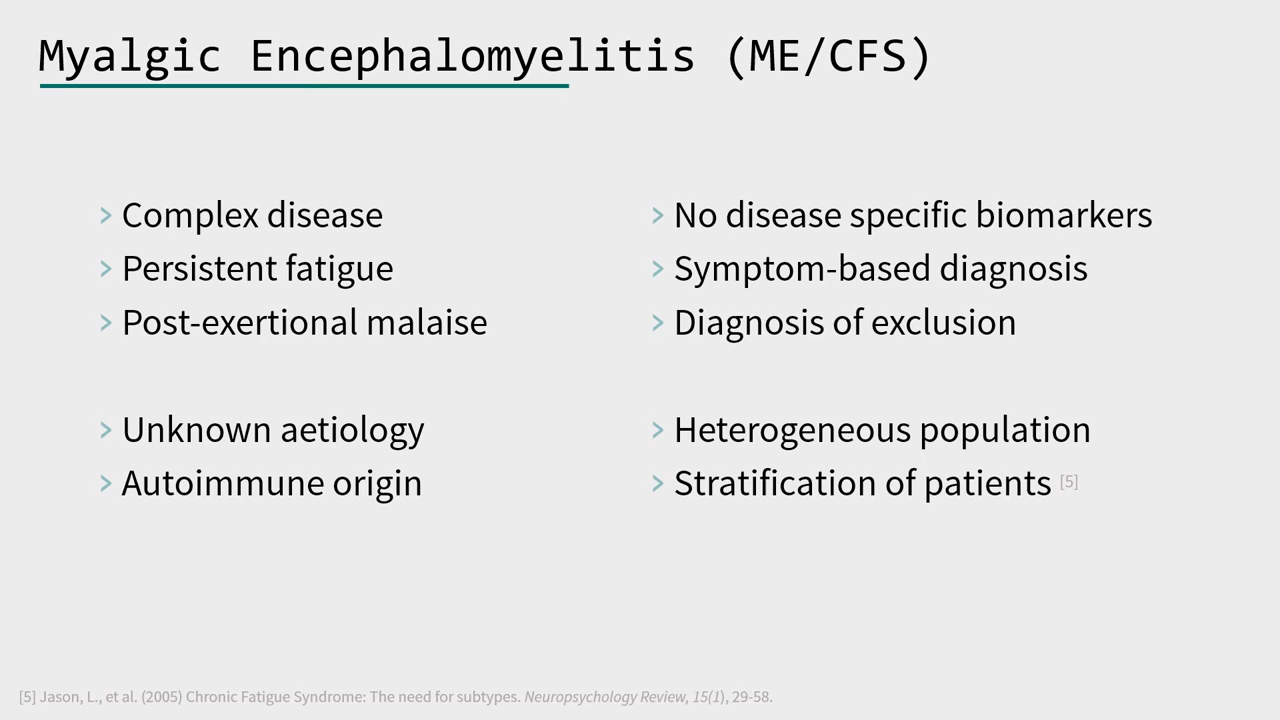 Myalgic Encephalomyelitis (ME/CFS)
> Complex disease
> Persistent fatigue
> Post-exertional malaise
> Unknown aetiology
> Autoimmune origin
> No disease specific biomarkers
> Symptom-based diagnosis
> Diagnosis of exclusion
> Heterogeneous population
> Stratification of patients [5]
[5] Jason, L., et al. (2005) Chronic Fatigue Syndrome: The need for subtypes. Neuropsychology Review, 15(1), 29-58.